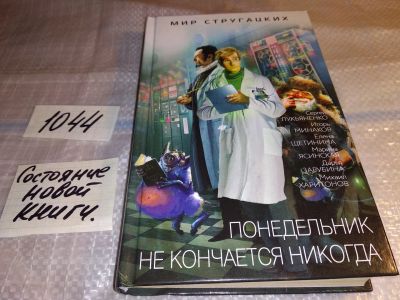 МИР СТРУГАЦКИХ
Сергей
ЛУКЬЯНЕНКО
Игорь
МИНАКОВ
Елена
ЩЕТИНИНА
Марина
ЯСИНСКАЯ
Дарья
ЗАРУБИНА
Михаил
ХАРИТОНОВ
ПОНЕДЕЛЬНИК
НЕ КОНЧАЕТСЯ НИКОГДА
1044
Состояние
новой
книги.